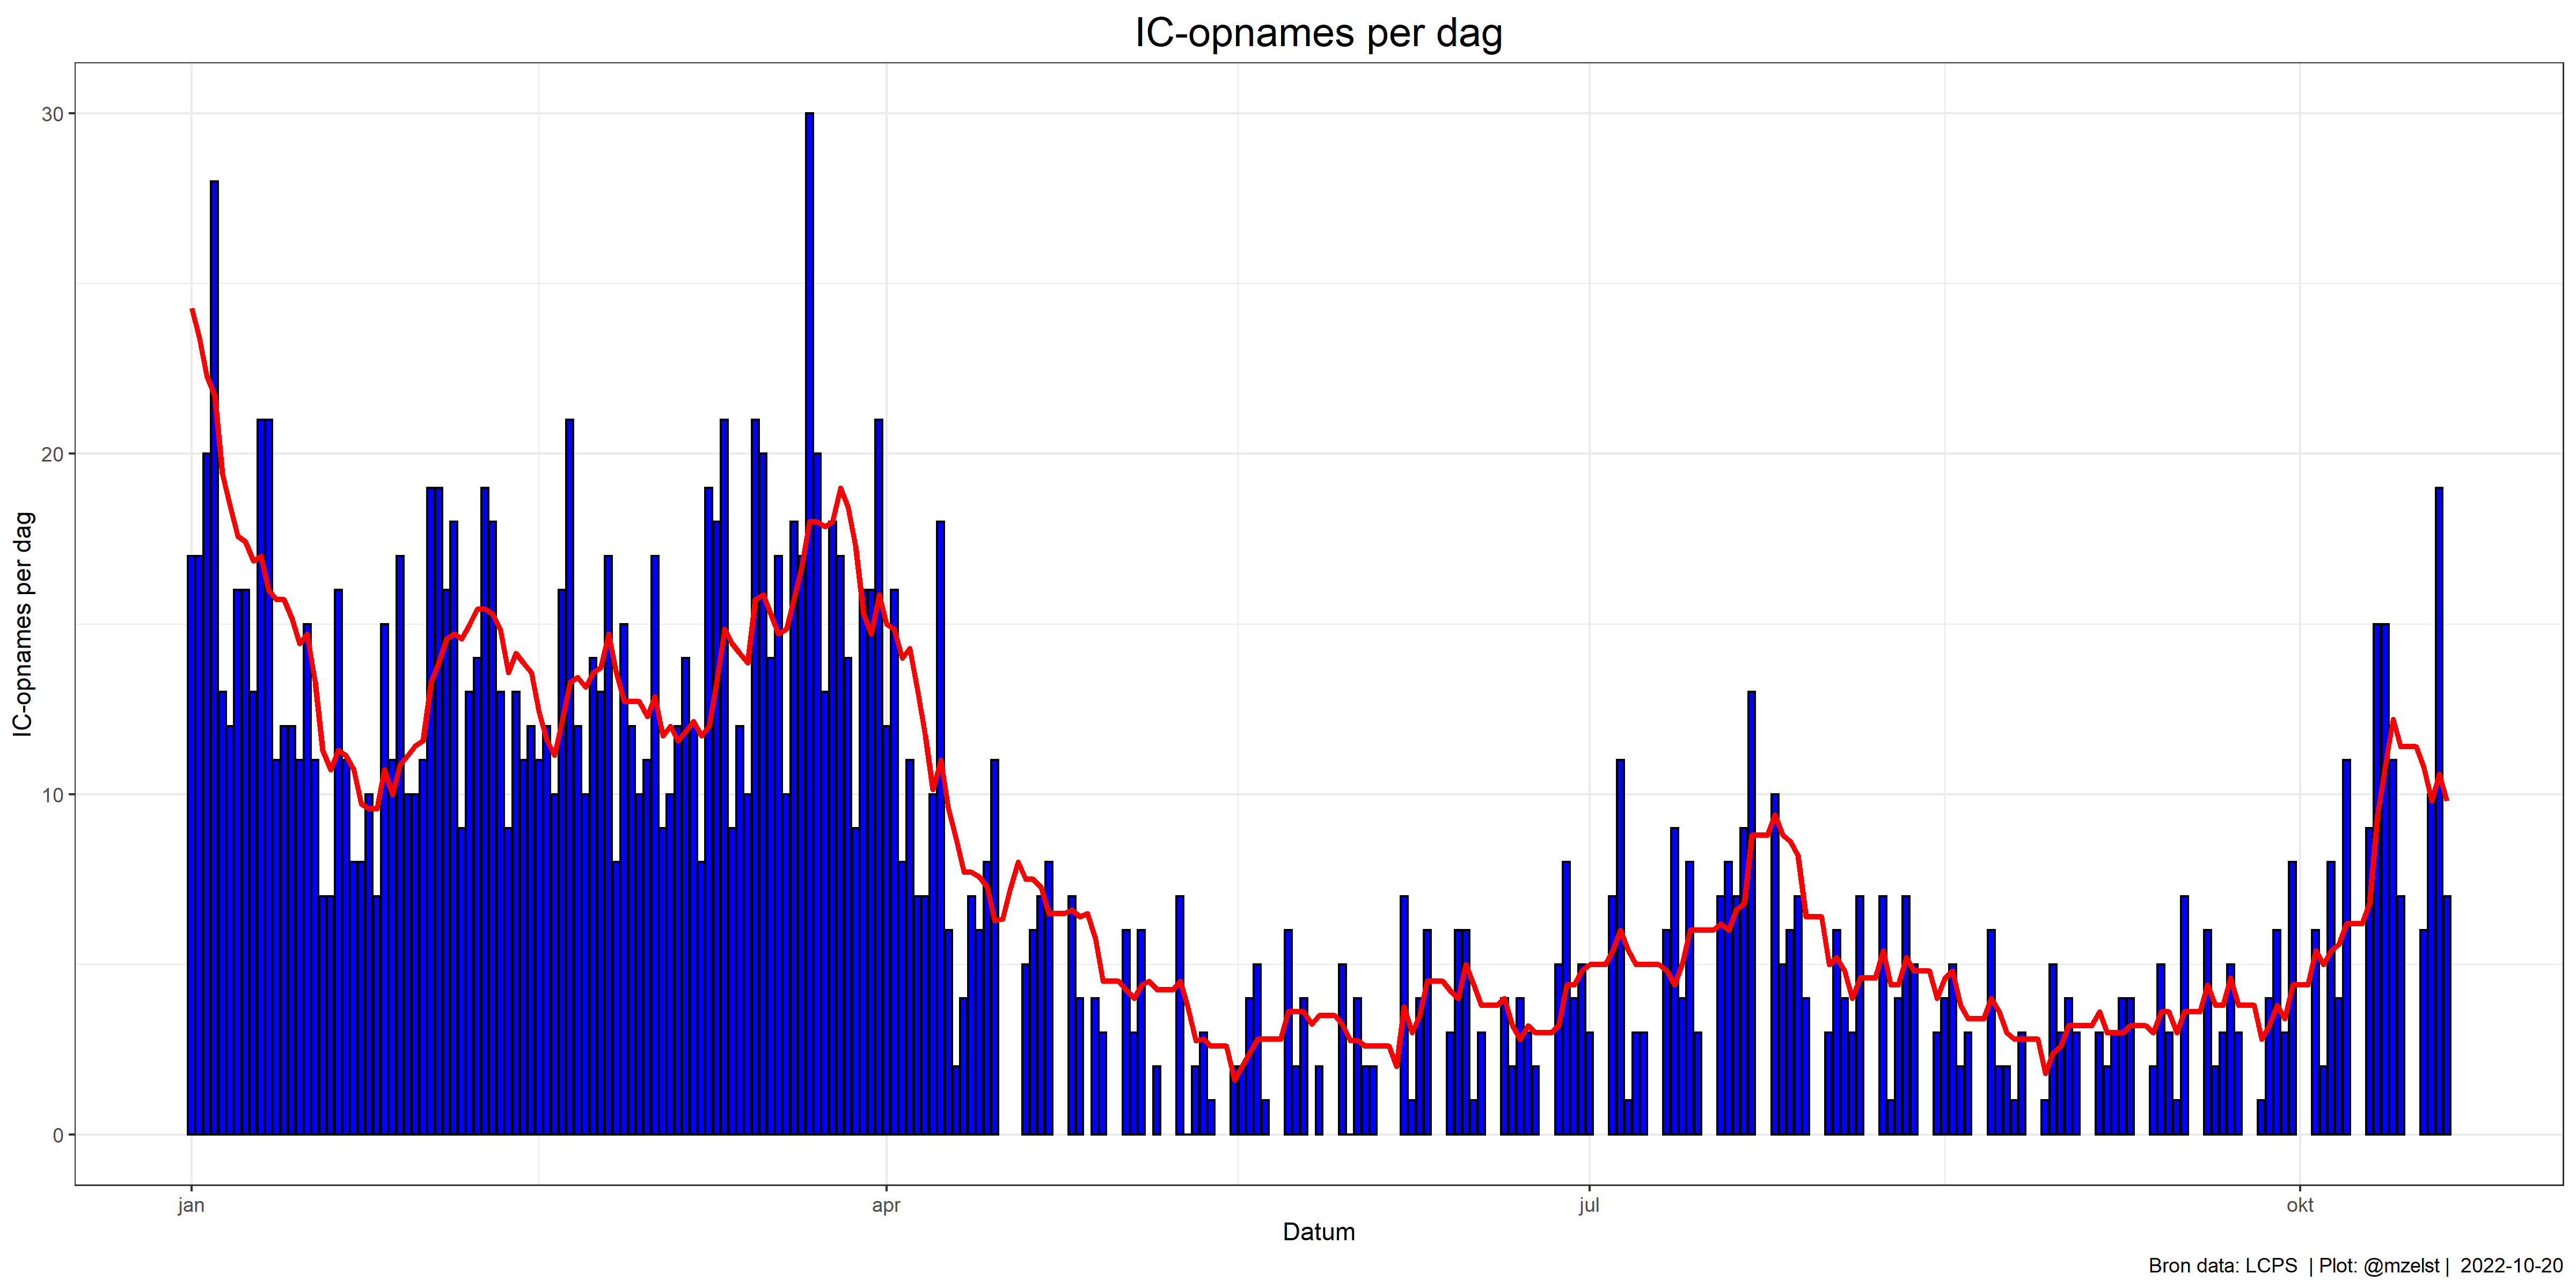 IC-opnames per dag
30
20
10
0
IC-opnames per dag
jan apr jul okt
Datum
Bron data: LCPS | Plot: @mzelst | 2022-10-20